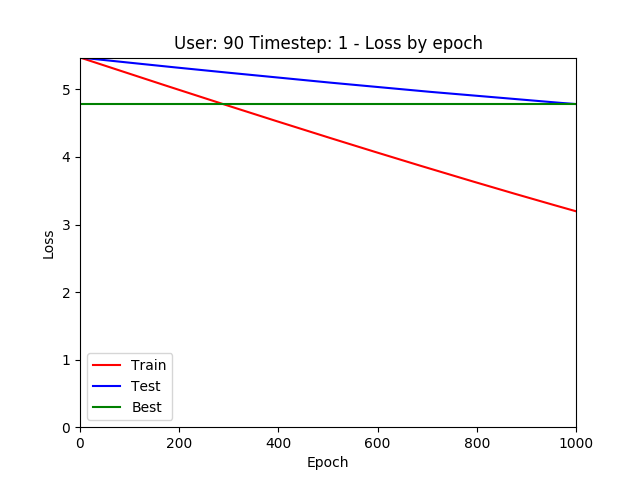 User: 90 Timestep: 1 - Loss by epoch
5
4
3
2
1
0
Loss
Train
Test
Best
0 200 400 600 800 1000
Epoch